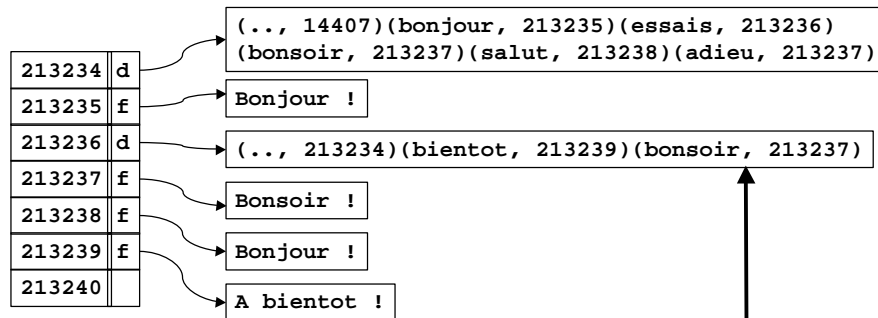 (.., 14407)(bonjour, 213235)(essais, 213236)
(bonsoir, 213237)(salut, 213238)(adieu, 213237)
213234 d
213235 f
Bonjour !
213236 d
(.., 213234)(bientot, 213239)(bonsoir, 213237)
213237 f
Bonsoir !
213238 f
Bonjour !
213239 f
213240
A bientot !